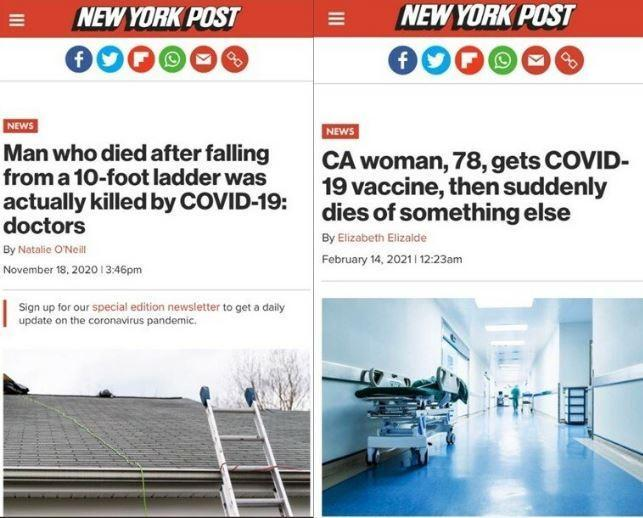 NEW YORK POST
NEWS
Man who died after falling
from a 10-foot ladder was
actually killed by COVID-19:
doctors
By Natalie O'Neill
November 18, 2020 | 3:46pm
Sign up for our special edition newsletter to get a daily
update on the coronavirus pandemic.
NEW YORK POST
NEWS
CA woman, 78, gets COVID-
19 vaccine, then suddenly
dies of something else
By Elizabeth Elizalde
February 14, 2021 | 12:23am